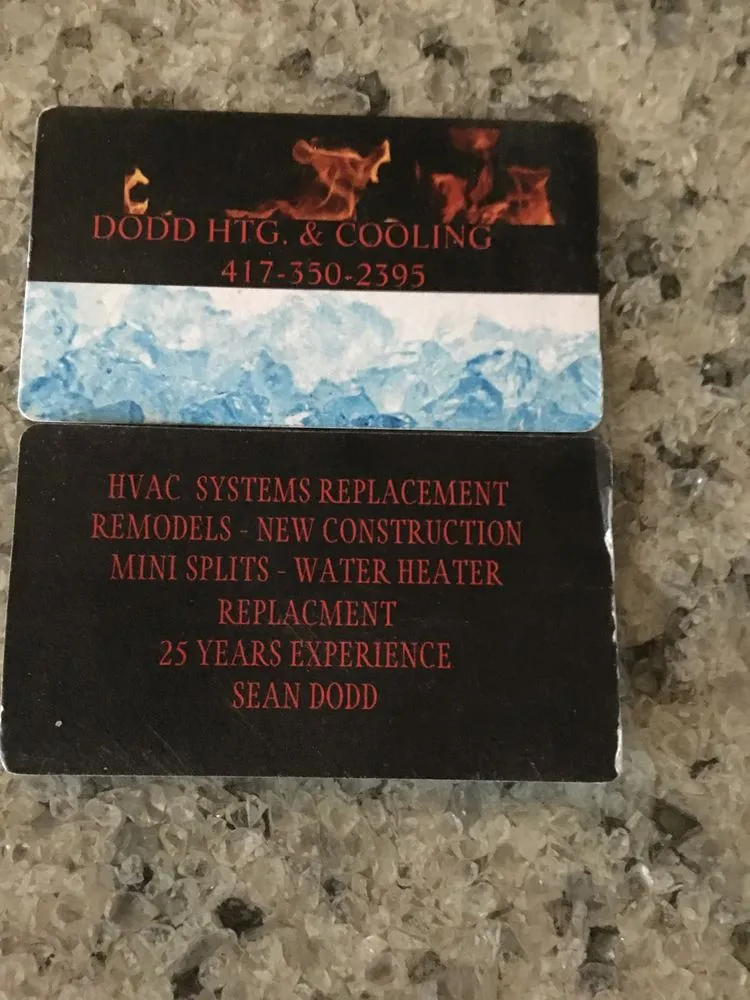 DODD HTG. & COOLING
417-350-2395
HVAC SYSTEMS REPLACEMENT
REMODELS - NEW CONSTRUCTION
MINI SPLITS - WATER HEATER
REPLACMENT
25 YEARS EXPERIENCE
SEAN DODD